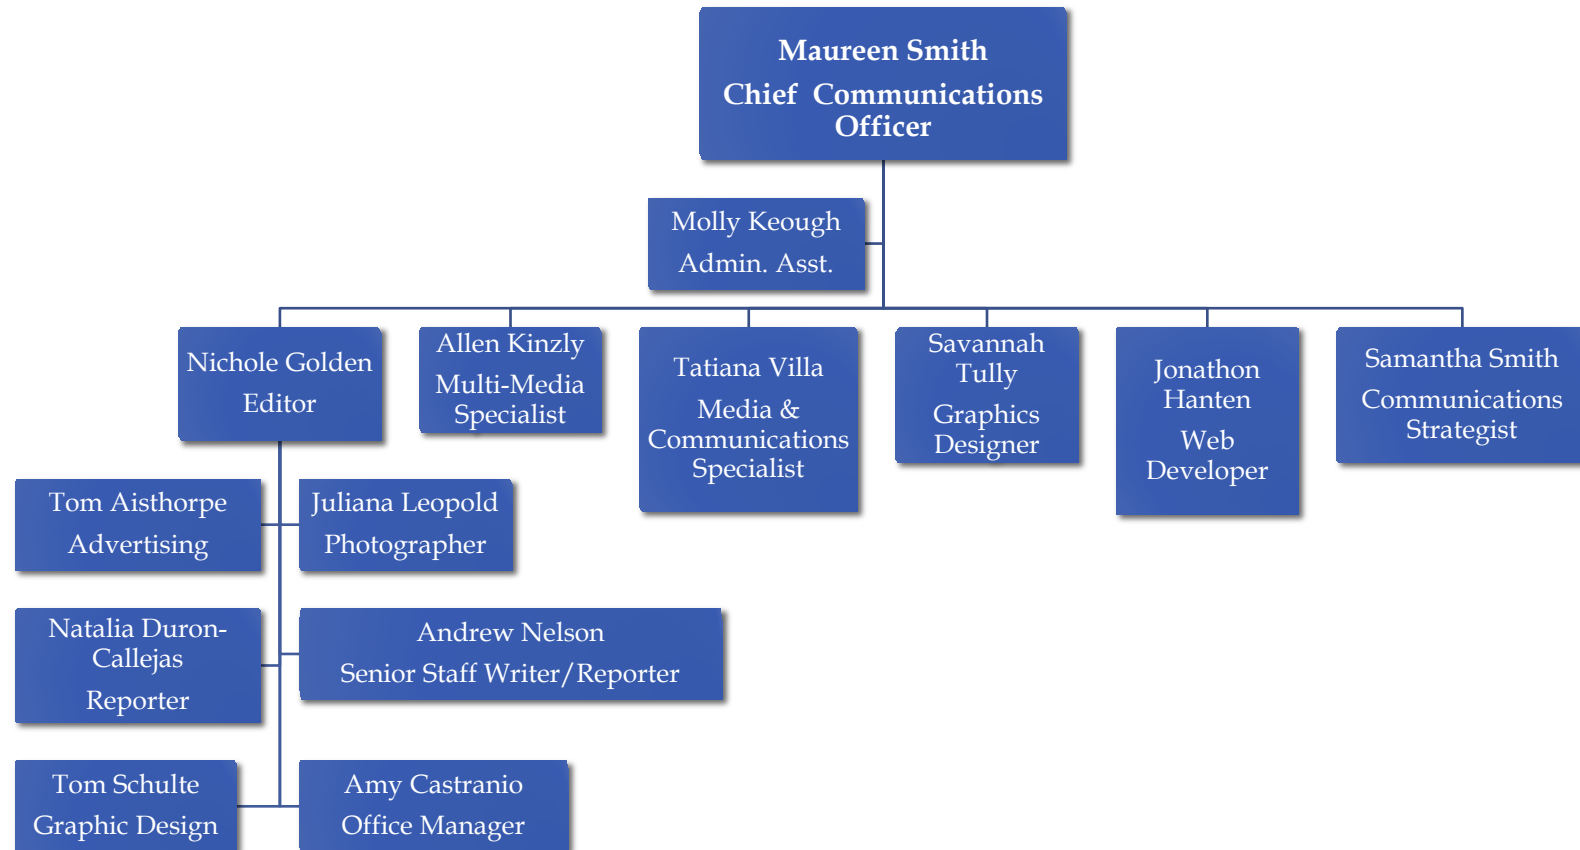 Maureen Smith
Chief  Communications
Officer
Molly Keough
Admin. Asst.
Nichole Golden
Editor
Allen Kinzly
Multi-Media
Specialist
Tatiana Villa
Media &
Communications
Specialist
Savannah
Tully
Graphics
Designer
Jonathon
Hanten
Web
Developer
Samantha Smith
Communications
Strategist
Tom Aisthorpe
Advertising
Juliana Leopold
Photographer
Natalia Duron-
Callejas
Reporter
Andrew Nelson
Senior Staff Writer/Reporter
Tom Schulte
Graphic Design
Amy Castranio
Office Manager